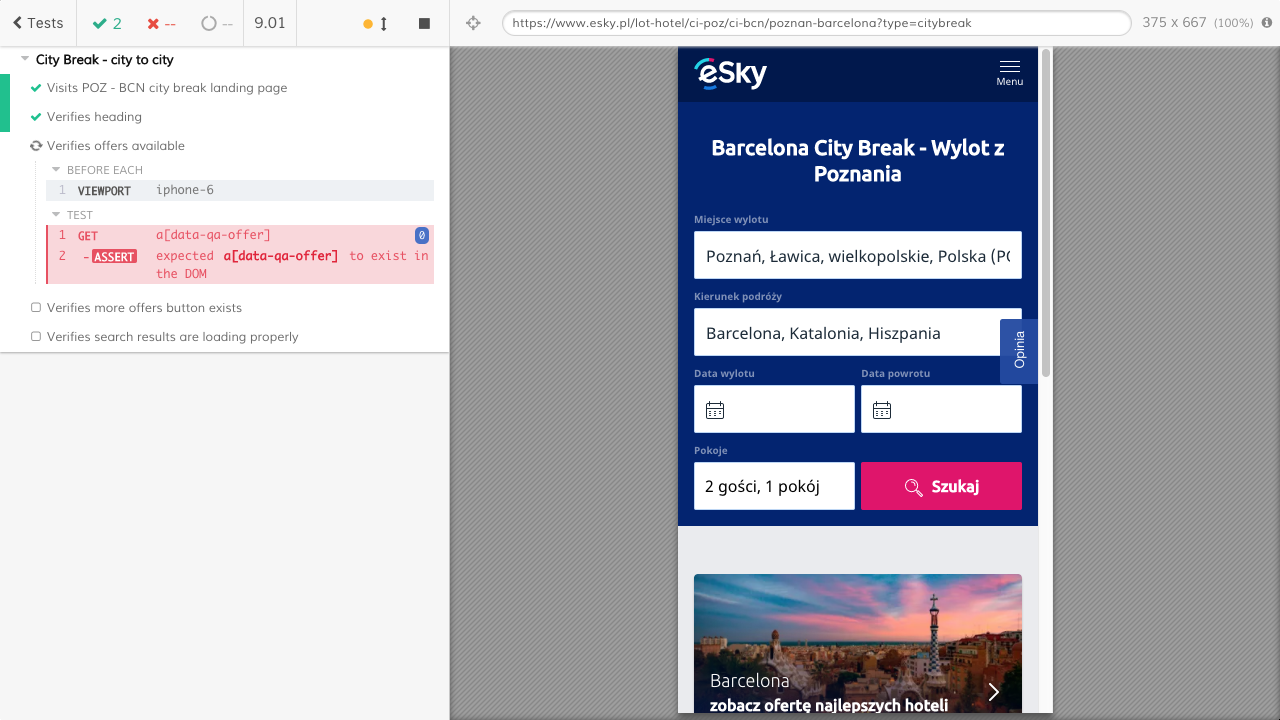 Tests
2
--
--
9.01
https://www.esky.pl/lot-hotel/ci-poz/ci-bcn/poznan-barcelona?type=citybreak
375 x 667 (100%)
City Break - city to city
Visits POZ - BCN city break landing page
Verifies heading
Verifies offers available
BEFORE EACH
1 VIEWPORT iphone-6
TEST
1 GET a[data-qa-offer] 0
2 -ASSERT expected a[data-qa-offer] to exist in
the DOM
Verifies more offers button exists
Verifies search results are loading properly
eSky
Menu
Barcelona City Break - Wylot z
Poznania
Miejsce wylotu
Poznań, Ławica, wielkopolskie, Polska (PO
Kierunek podróży
Barcelona, Katalonia, Hiszpania
Opinia
Data wylotu Data powrotu
Pokoje
2 gości, 1 pokój Szukaj
Barcelona
zobacz ofertę najlepszych hoteli